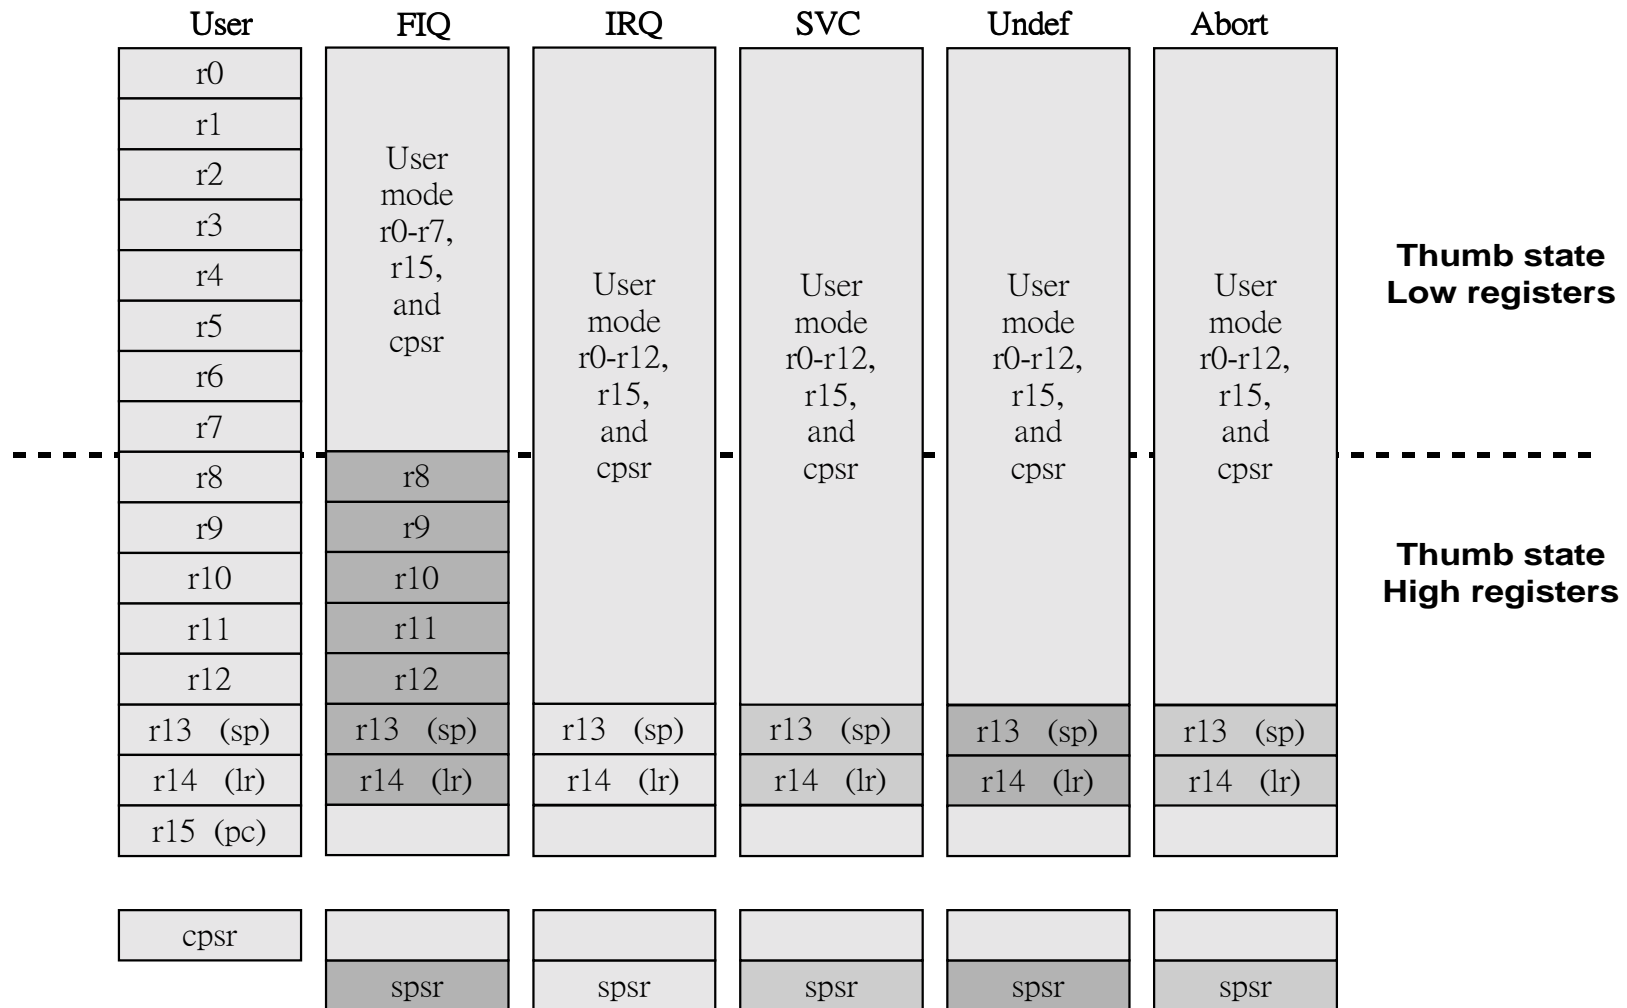 User FIQ IRQ SVC Undef Abort
r0
r1
r2
r3
r4
r5
r6
r7
r8
r9
r10
r11
r12
r13 (sp)
r14 (lr)
r15 (pc)
cpsr
User
mode
r0-r7,
r15,
and
cpsr
r8
r9
r10
r11
r12
r13 (sp)
r14 (lr)
spsr
User
mode
r0-r12,
r15,
and
cpsr
r13 (sp)
r14 (lr)
spsr
User
mode
r0-r12,
r15,
and
cpsr
r13 (sp)
r14 (lr)
spsr
User
mode
r0-r12,
r15,
and
cpsr
r13 (sp)
r14 (lr)
spsr
User
mode
r0-r12,
r15,
and
cpsr
r13 (sp)
r14 (lr)
spsr
Thumb state
Low registers
Thumb state
High registers